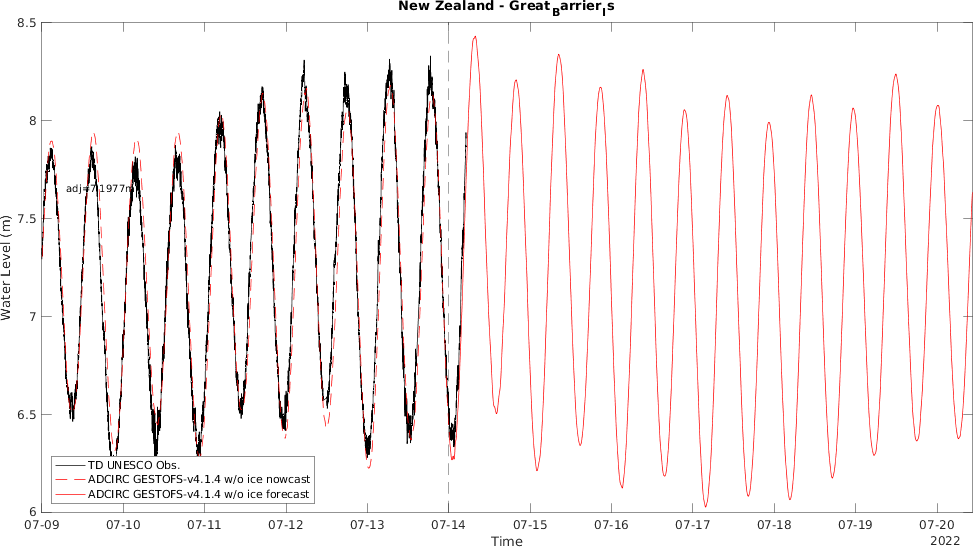 New Zealand - Great_Barrier_Is
8.5
8
7.5
7
6.5
6
Water Level (m)
adj=7.1977m
TD UNESCO Obs.
ADCIRC GESTOFS-v4.1.4 w/o ice nowcast
ADCIRC GESTOFS-v4.1.4 w/o ice forecast
07-09 07-10 07-11 07-12 07-13 07-14 07-15 07-16 07-17 07-18 07-19 07-20
Time
2022